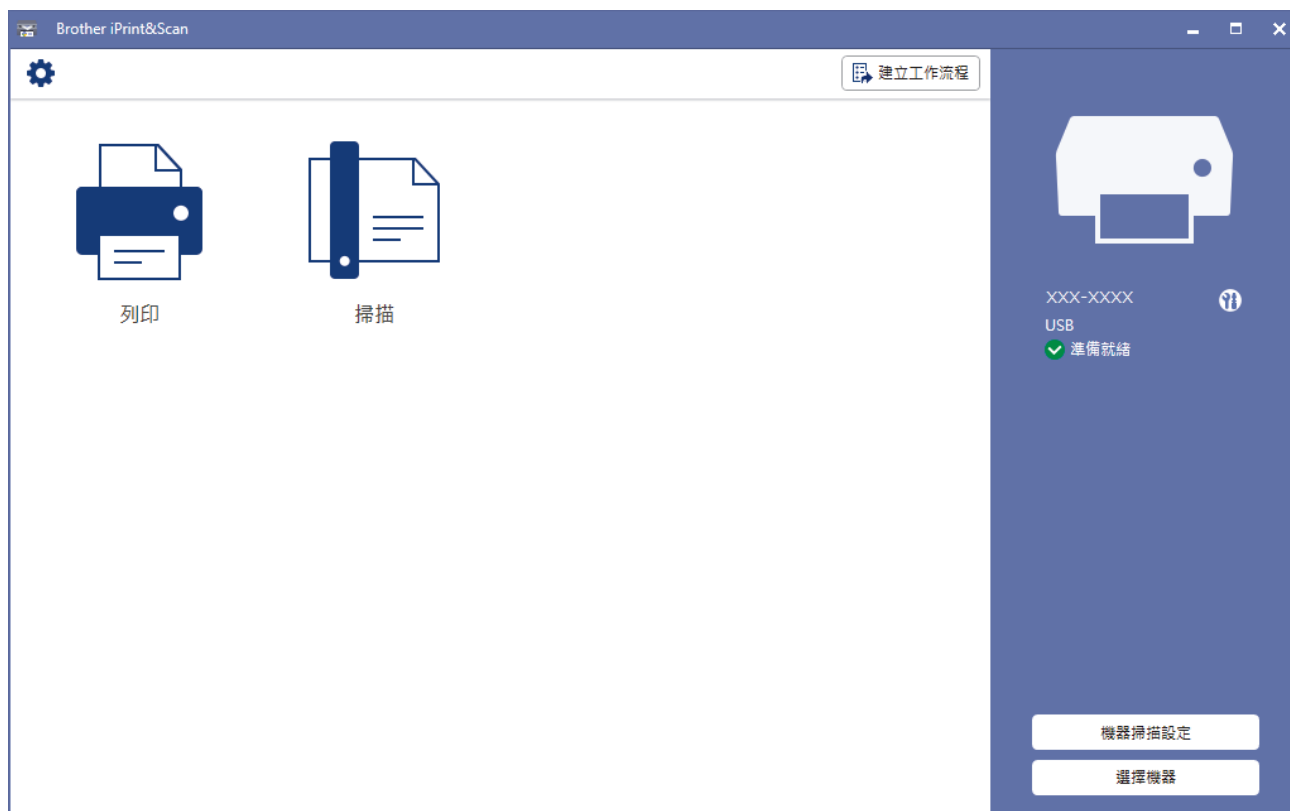 Brother iPrint&Scan
建立工作流程
列印
掃描
XXX-XXXX
USB
準備就緒
機器掃描設定
選擇機器